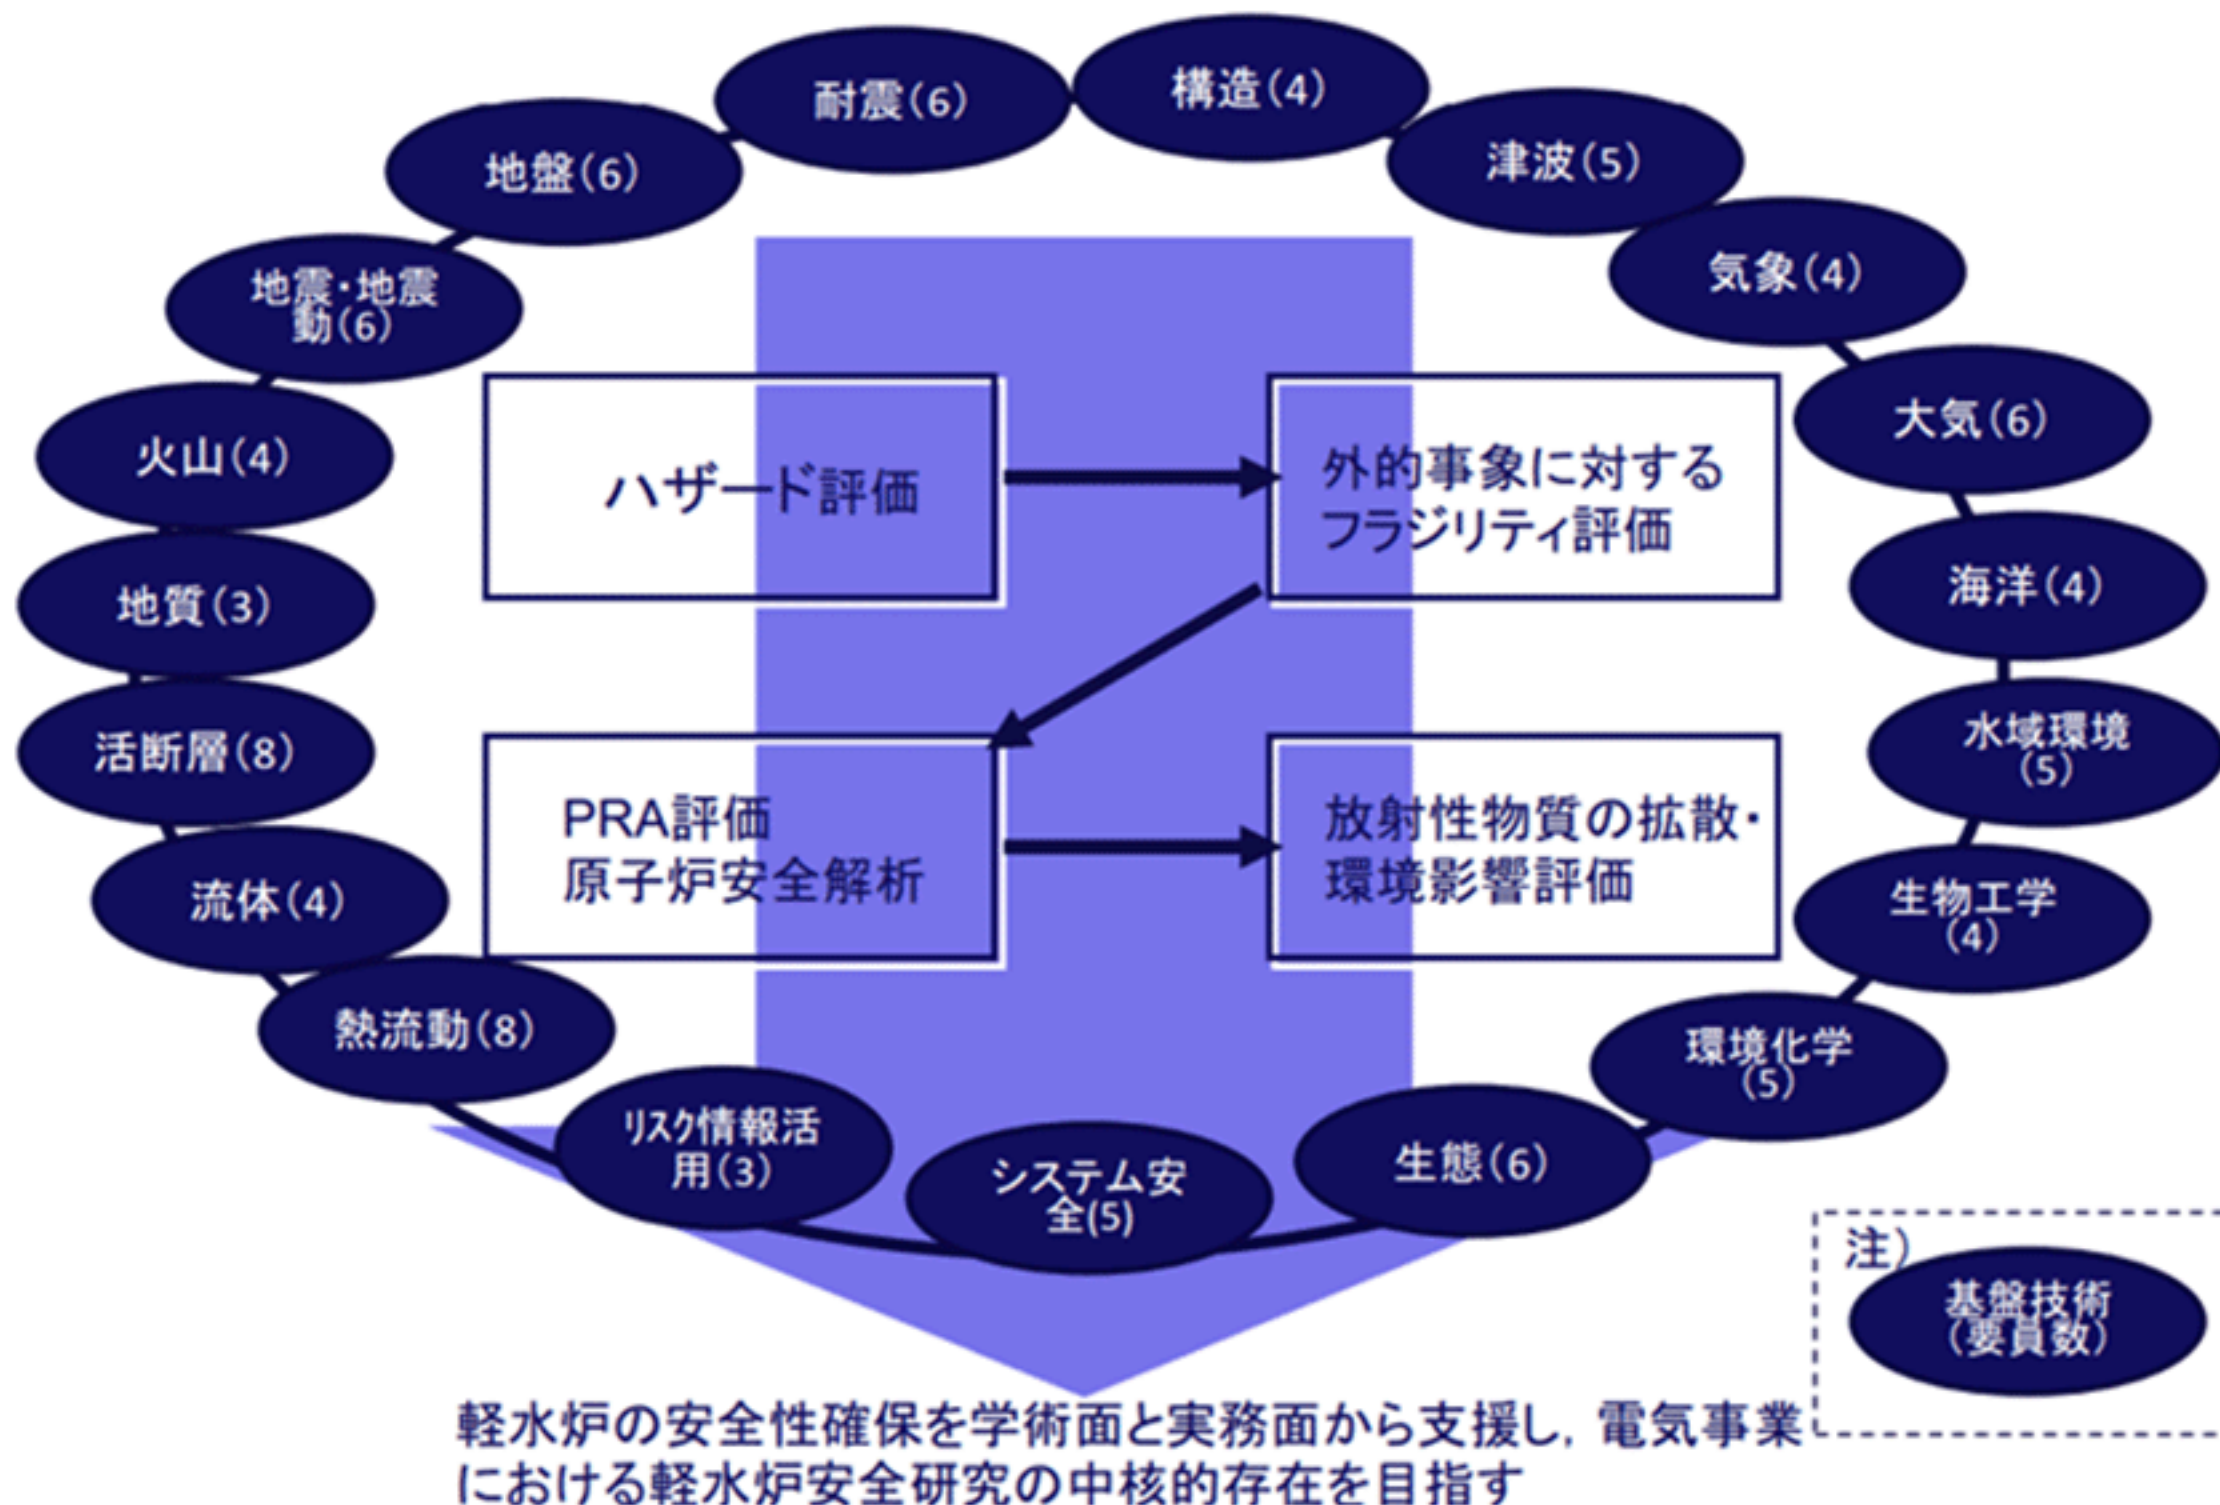 耐震(6)
構造(4)
地盤(6)
津波(5)
地震・地震
動(6)
気象(4)
火山(4)
大気(6)
ハザード評価
外的事象に対する
フラジリティ評価
地質(3)
海洋(4)
活断層(8)
水域環境
(5)
PRA評価
原子炉安全解析
放射性物質の拡散・
環境影響評価
流体(4)
生物工学
(4)
熱流動(8)
環境化学
(5)
リスク情報活
用(3)
システム安
全(5)
生態(6)
注)
基盤技術
(要員数)
軽水炉の安全性確保を学術面と実務面から支援し, 電気事業
における軽水炉安全研究の中核的存在を目指す